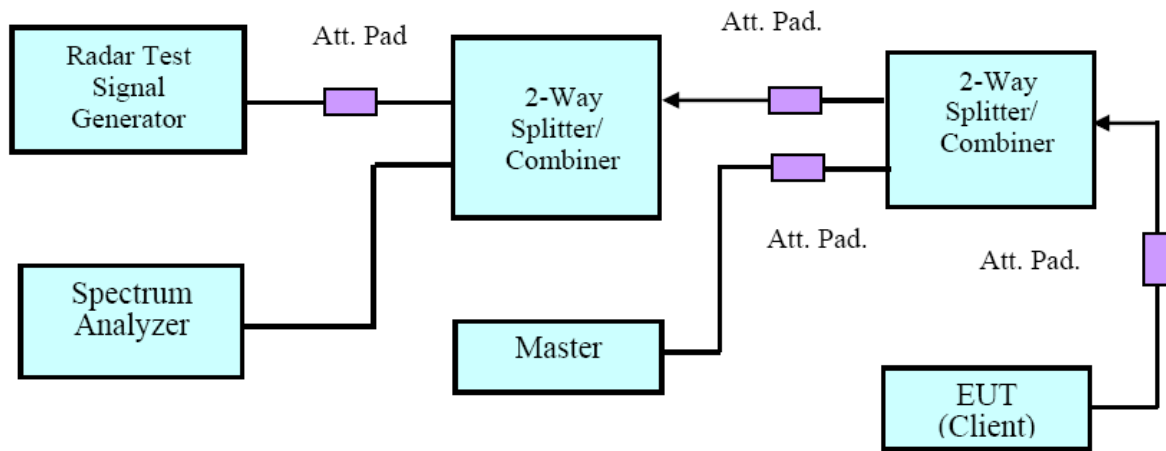 Radar Test
Signal
Generator
Att. Pad
2-Way
Splitter/
Combiner
Att. Pad.
2-Way
Splitter/
Combiner
Att. Pad.
Att. Pad.
Spectrum
Analyzer
Master
EUT
(Client)